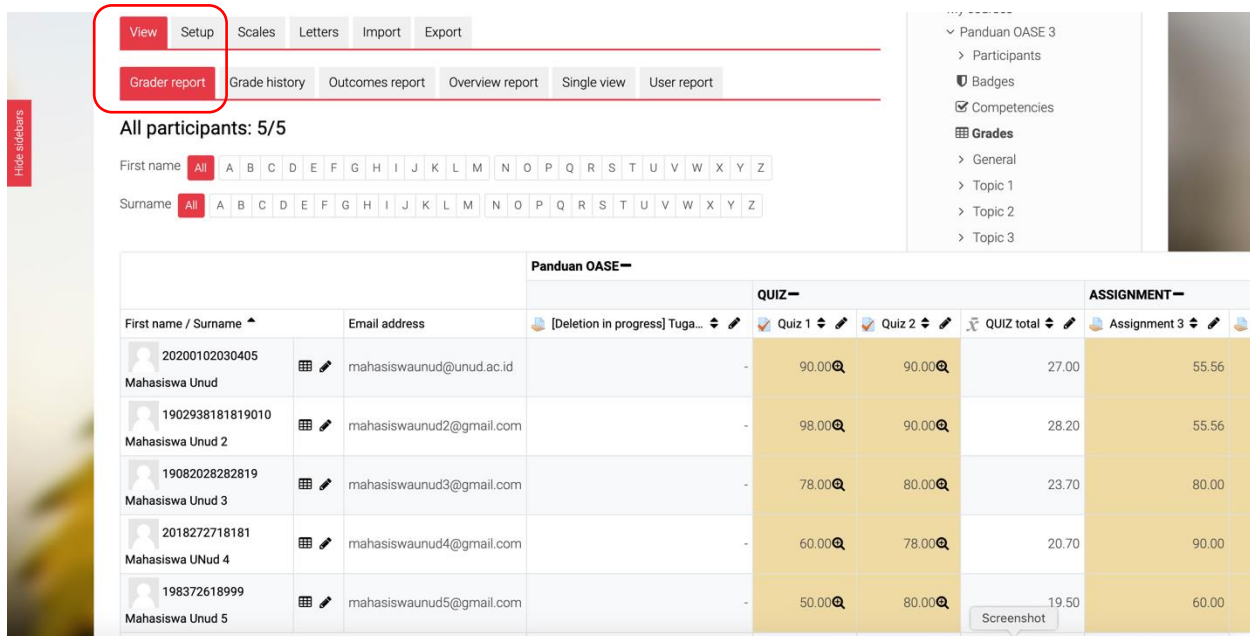 View Setup Scales Letters Import Export
Grader report Grade history Outcomes report Overview report Single view User report
Hide sidebars
All participants: 5/5
First name All A B C D E F G H I J K L M N O P Q R S T U V W X Y Z
Surname All A B C D E F G H I J K L M N O P Q R S T U V W X Y Z
Panduan OASE 3
Participants
Badges
Competencies
Grades
General
Topic 1
Topic 2
Topic 3
Panduan OASE
QUIZ ASSIGNMENT
First name / Surname Email address [Deletion in progress] Tuga... Quiz 1 Quiz 2 QUIZ total Assignment 3
20200102030405
Mahasiswa Unud mahasiswaunud@unud.ac.id - 90.00 90.00 27.00 55.56
1902938181819010
Mahasiswa Unud 2 mahasiswaunud2@gmail.com - 98.00 90.00 28.20 55.56
19082028282819
Mahasiswa Unud 3 mahasiswaunud3@gmail.com - 78.00 80.00 23.70 80.00
2018272718181
Mahasiswa UNud 4 mahasiswaunud4@gmail.com - 60.00 78.00 20.70 90.00
198372618999
Mahasiswa Unud 5 mahasiswaunud5@gmail.com - 50.00 80.00 19.50 60.00
Screenshot